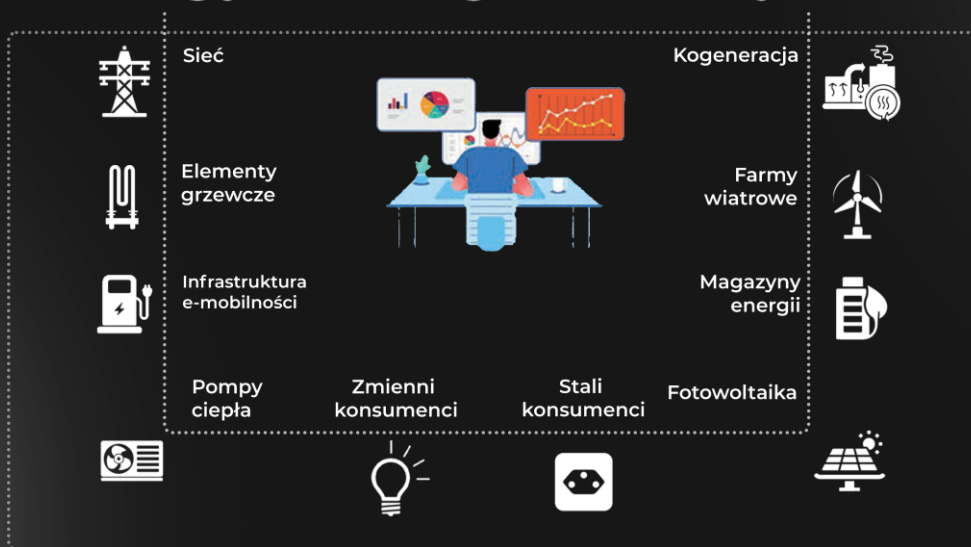 Sieć
Kogeneracja
Elementy
grzewcze
Farmy
wiatrowe
Infrastruktura
e-mobilności
Magazyny
energii
Pompy
ciepła
Zmienni
konsumenci
Stali
konsumenci
Fotowoltaika